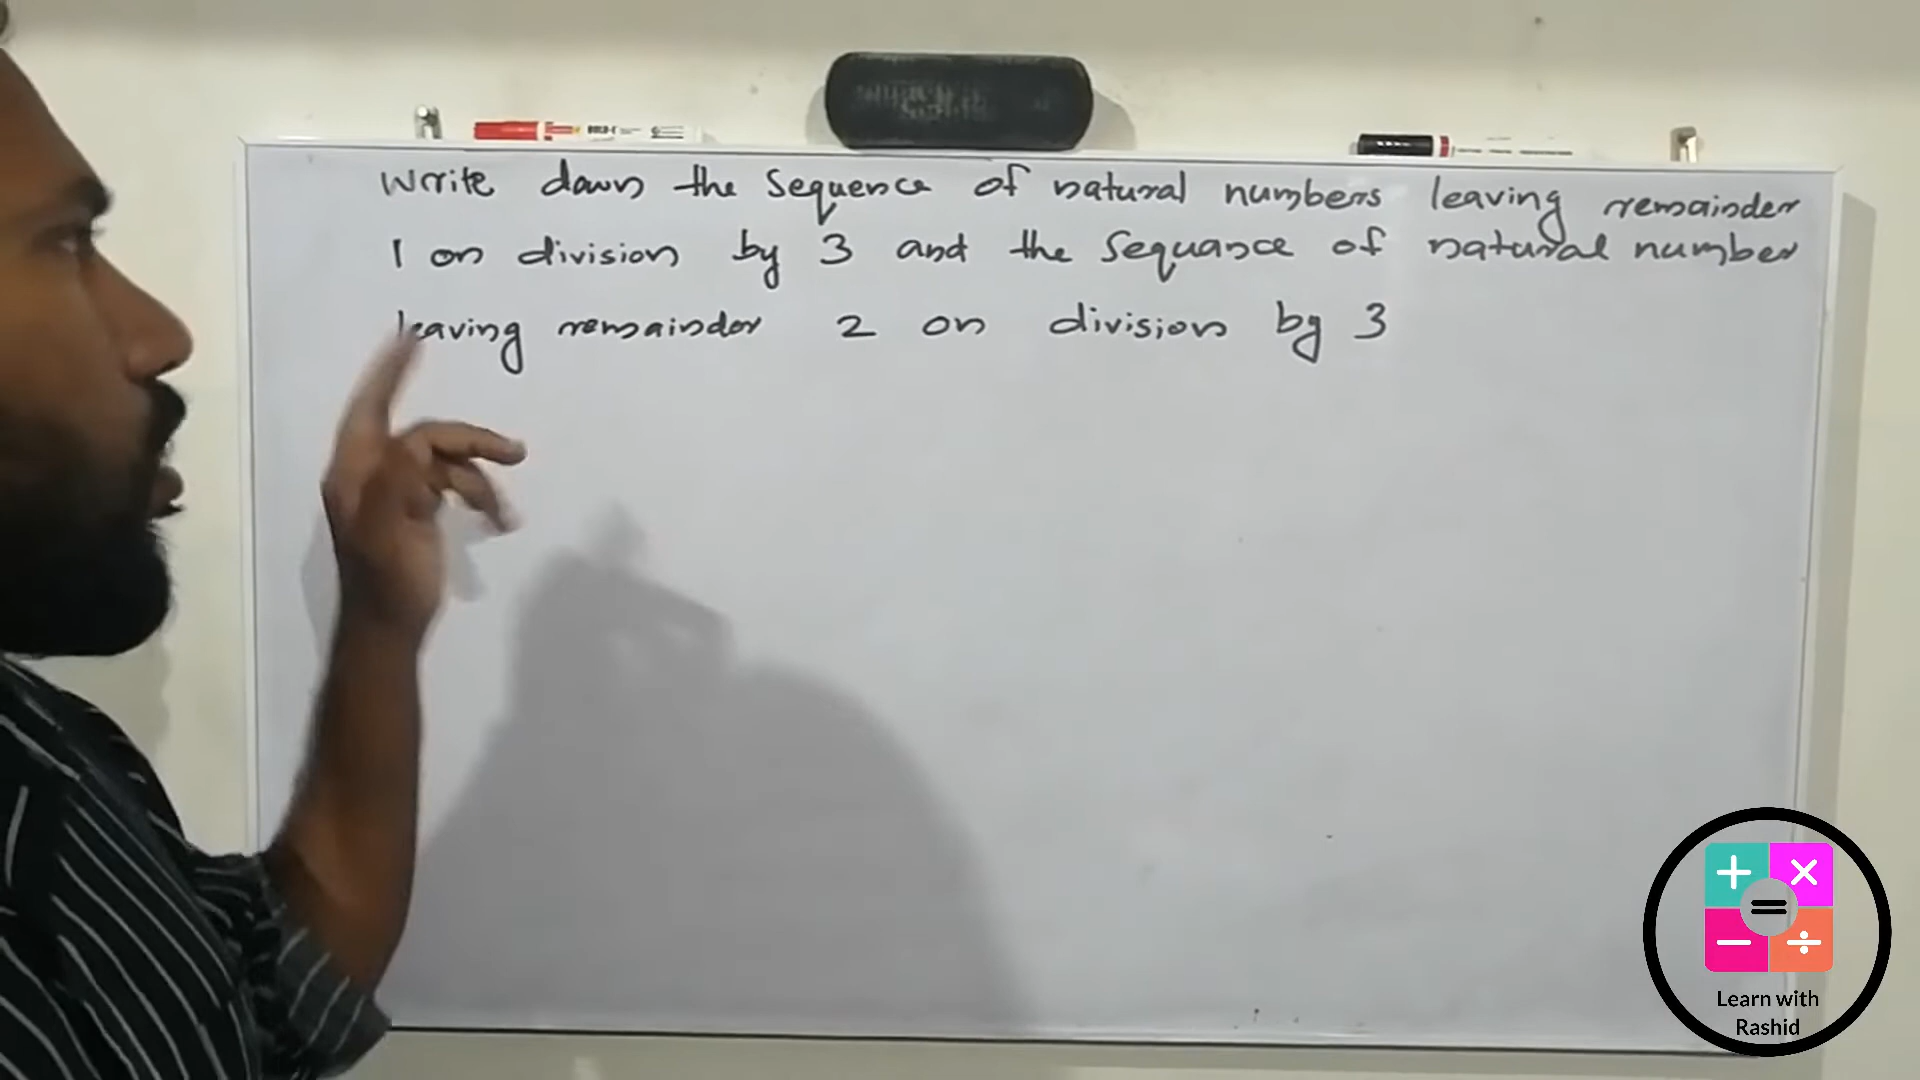 Write down the Sequence of natural numbers leaving remainder
1 on division by 3 and the Sequance of natural number
leaving remainder 2 on division by 3
Learn with
Rashid